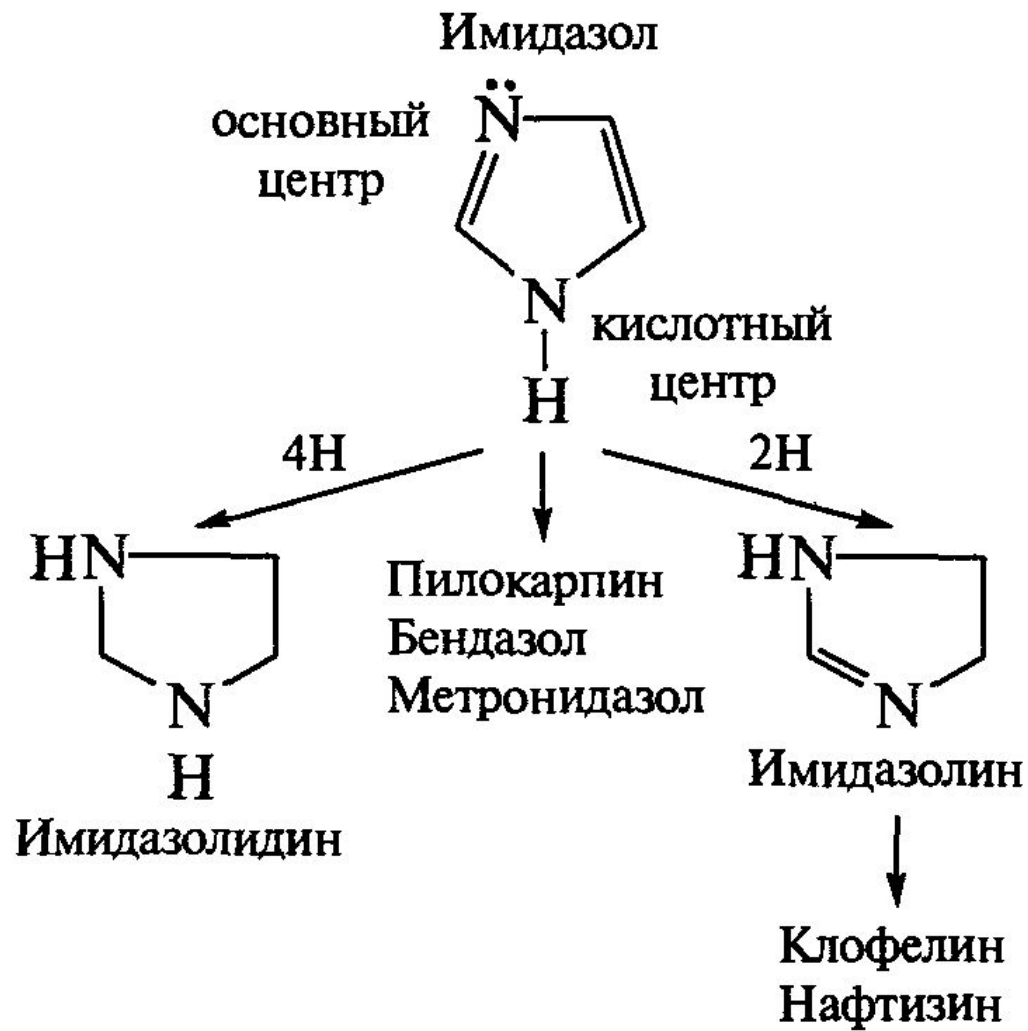 Имидазол
N
основный
центр
N
кислотный
центр
H
4H
2H
HN
N
H
Имидазолидин
Пилокарпин
Бендазол
Метронидазол
HN
N
Имидазолин
Клофелин
Нафтизин